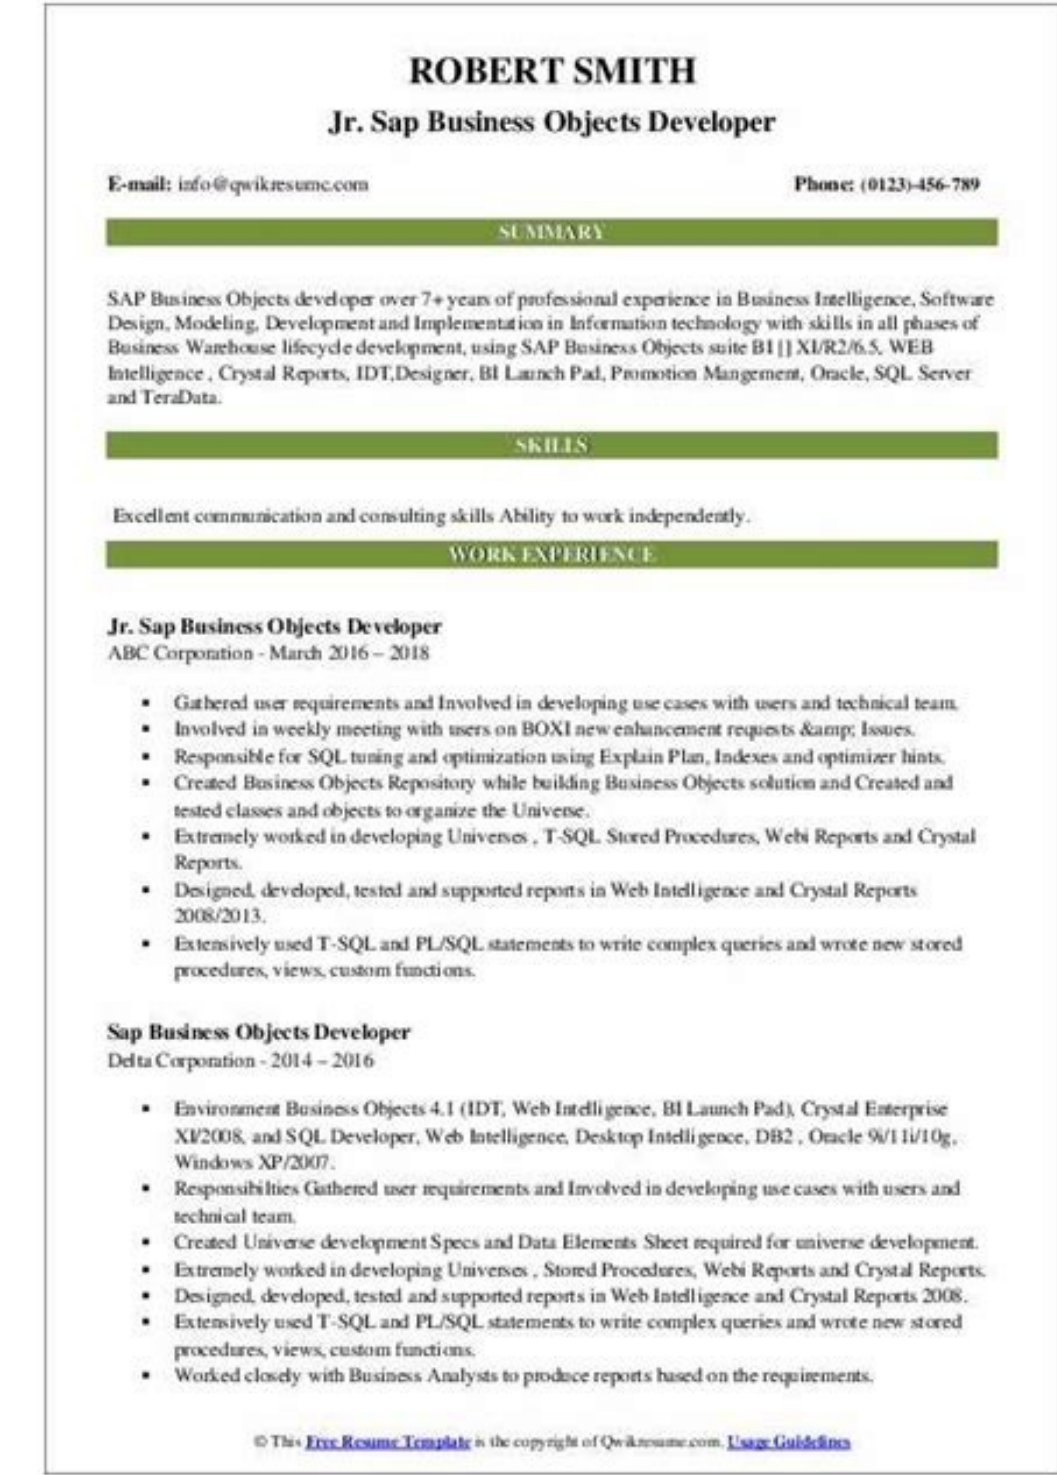 ROBERT SMITH
Jr. Sap Business Objects Developer
E-mail: info@qwikresume.com Phone: (0123)-456-789
SUMMARY
SAP Business Objects developer over 7+ years of professional experience in Business Intelligence, Software
Design, Modeling, Development and Implementation in Information technology with skills in all phases of
Business Warehouse lifecycle development, using SAP Business Objects suite B1 [] XI/R2/6.5, WEB
Intelligence , Crystal Reports, IDT,Designer, BI Launch Pad, Promotion Mangement, Oracle, SQL Server
and TeraData.
SKILLS
Excellent communication and consulting skills Ability to work independently.
WORK EXPERIENCE
Jr. Sap Business Objects Developer
ABC Corporation - March 2016 – 2018
▪ Gathered user requirements and Involved in developing use cases with users and technical team.
▪ Involved in weekly meeting with users on BOXI new enhancement requests &amp; Issues.
▪ Responsible for SQL tuning and optimization using Explain Plan, Indexes and optimizer hints.
▪ Created Business Objects Repository while building Business Objects solution and Created and
tested classes and objects to organize the Universe.
▪ Extremely worked in developing Universes , T-SQL Stored Procedures, Webi Reports and Crystal
Reports.
▪ Designed, developed, tested and supported reports in Web Intelligence and Crystal Reports
2008/2013.
▪ Extensively used T-SQL and PL/SQL statements to write complex queries and wrote new stored
procedures, views, custom functions.
Sap Business Objects Developer
Delta Corporation - 2014 – 2016
▪ Environment Business Objects 4.1 (IDT, Web Intelligence, BI Launch Pad), Crystal Enterprise
XI/2008, and SQL Developer, Web Intelligence, Desktop Intelligence, DB2 , Oracle 9i/11i/10g,
Windows XP/2007.
▪ Responsibilties Gathered user requirements and Involved in developing use cases with users and
technical team.
▪ Created Universe development Specs and Data Elements Sheet required for universe development.
▪ Extremely worked in developing Universes , Stored Procedures, Webi Reports and Crystal Reports.
▪ Designed, developed, tested and supported reports in Web Intelligence and Crystal Reports 2008.
▪ Extensively used T-SQL and PL/SQL statements to write complex queries and wrote new stored
procedures, views, custom functions.
▪ Worked closely with Business Analysts to produce reports based on the requirements.
© This Free Resume Template is the copyright of Qwikresume.com. Usage Guidelines